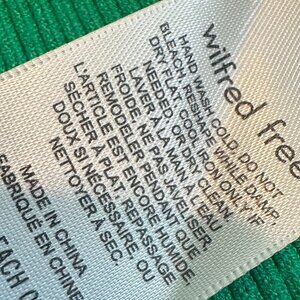 wilfred free
HAND WASH COLD. DO NOT
BLEACH. RESHAPE WHILE DAMP,
DRY FLAT. COOL IRON ONLY IF
NEEDED OR DRY CLEAN.
LAVER À LA MAIN À L'EAU
FROIDE. NE PAS JAVELLISER.
REMODELER PENDANT QUE
L'ARTICLE EST ENCORE HUMIDE.
SÉCHER À PLAT. REPASSAGE
DOUX SI NÉCESSAIRE, OU
NETTOYER À SEC.
MADE IN CHINA
FABRIQUÉ EN CHINE